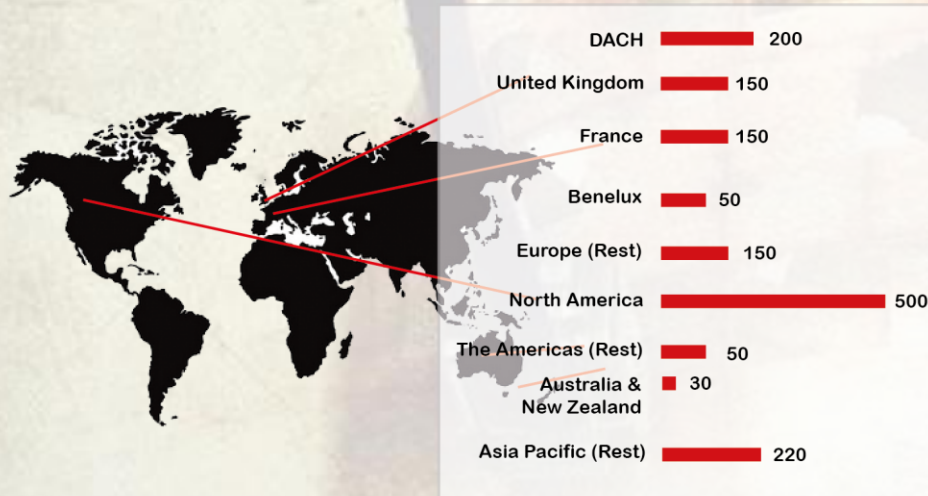 DACH 200
United Kingdom 150
France 150
Benelux 50
Europe (Rest) 150
North America 500
The Americas (Rest) 50
Australia & 30
New Zealand
Asia Pacific (Rest) 220